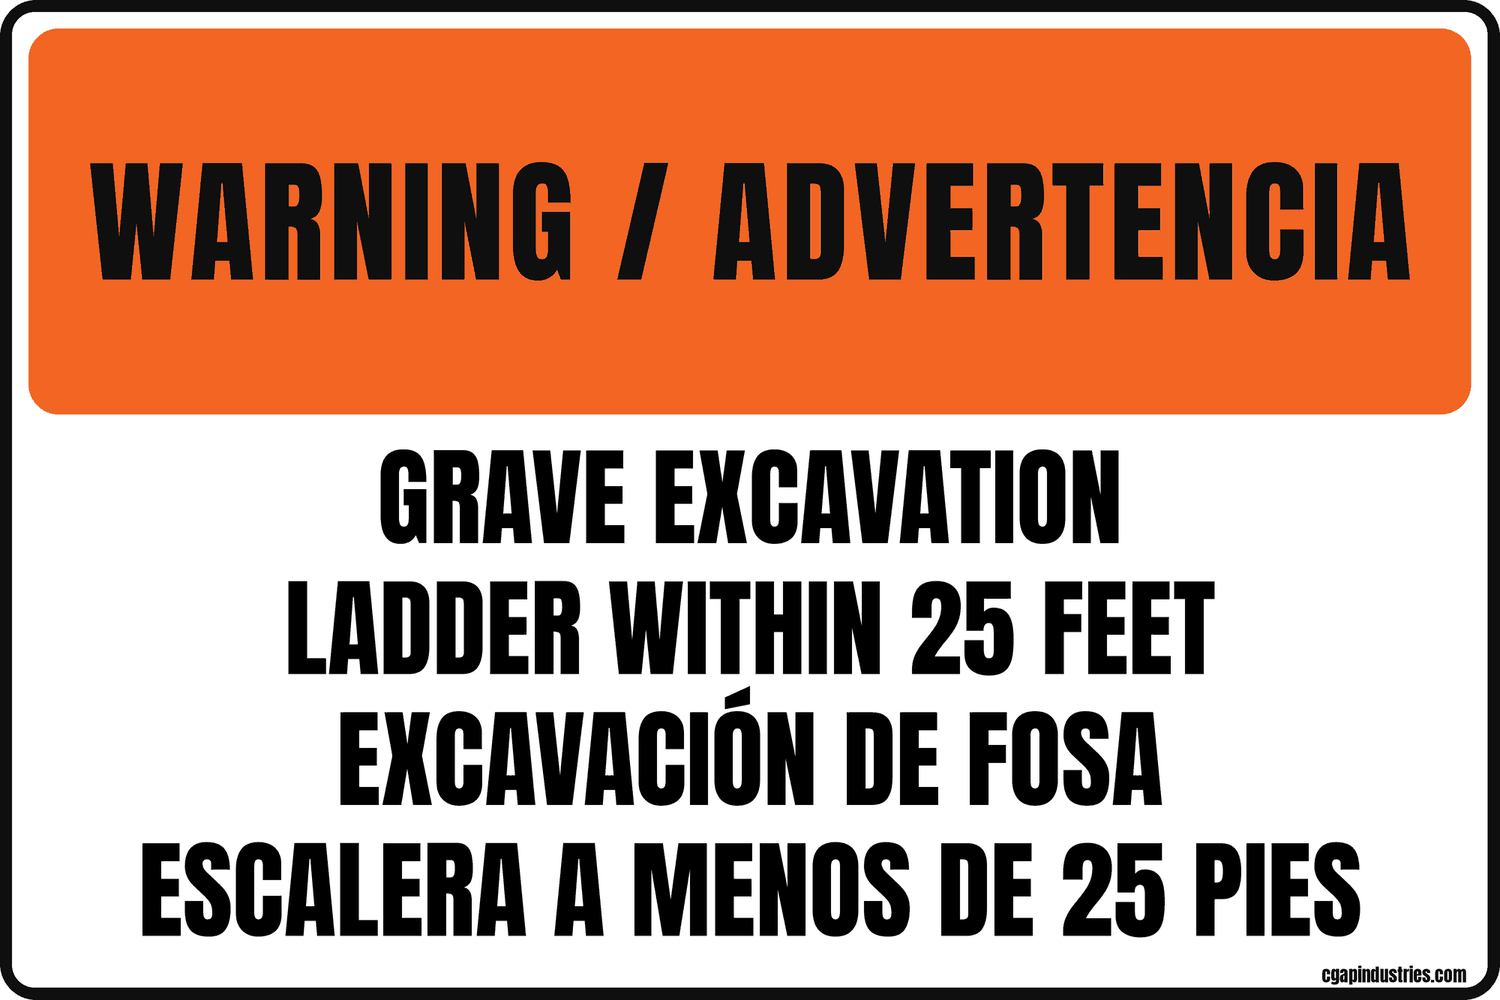 WARNING / ADVERTENCIA
GRAVE EXCAVATION
LADDER WITHIN 25 FEET
EXCAVACIÓN DE FOSA
ESCALERA A MENOS DE 25 PIES
cgapindustries.com